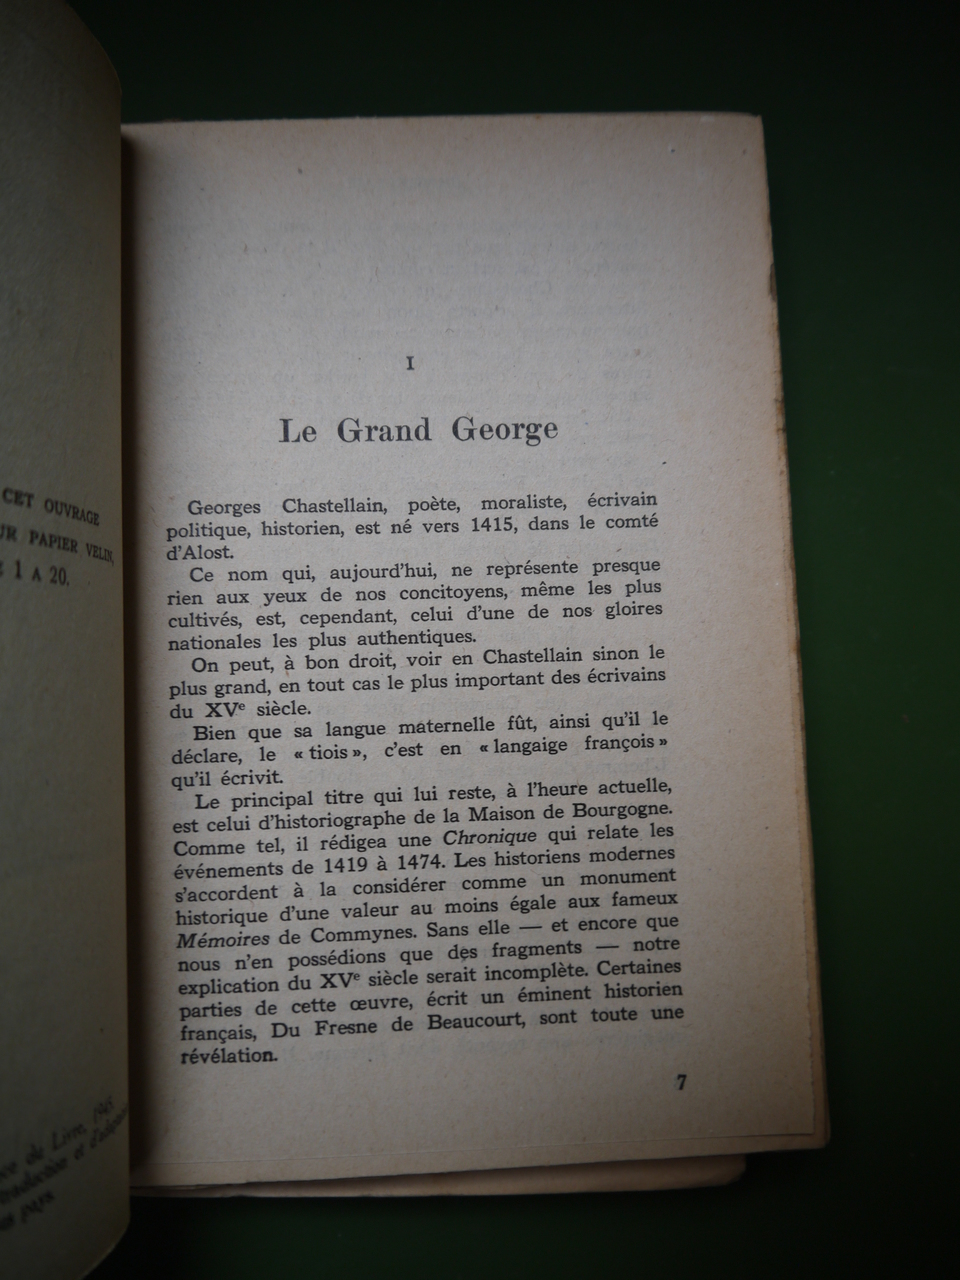 CET OUVRAGE
UR PAPIER VELIN,
1 A 20.
du Livre, 194
traduction et d'adap
pays
I
Le Grand George
Georges Chastellain, poète, moraliste, écrivain
politique, historien, est né vers 1415, dans le comté
d'Alost.
Ce nom qui, aujourd'hui, ne représente presque
rien aux yeux de nos concitoyens, même les plus
cultivés, est, cependant, celui d'une de nos gloires
nationales les plus authentiques.
On peut, à bon droit, voir en Chastellain sinon le
plus grand, en tout cas le plus important des écrivains
du XVe siècle.
Bien que sa langue maternelle fût, ainsi qu'il le
déclare, le « tiois », c'est en « langaige françois »
qu'il écrivit.
Le principal titre qui lui reste, à l'heure actuelle,
est celui d'historiographe de la Maison de Bourgogne.
Comme tel, il rédigea une Chronique qui relate les
événements de 1419 à 1474. Les historiens modernes
s'accordent à la considérer comme un monument
historique d'une valeur au moins égale aux fameux
Mémoires de Commynes. Sans elle — et encore que
nous n'en possédions que des fragments — notre
explication du XVe siècle serait incomplète. Certaines
parties de cette œuvre, écrit un éminent historien
français, Du Fresne de Beaucourt, sont toute une
révélation.
7